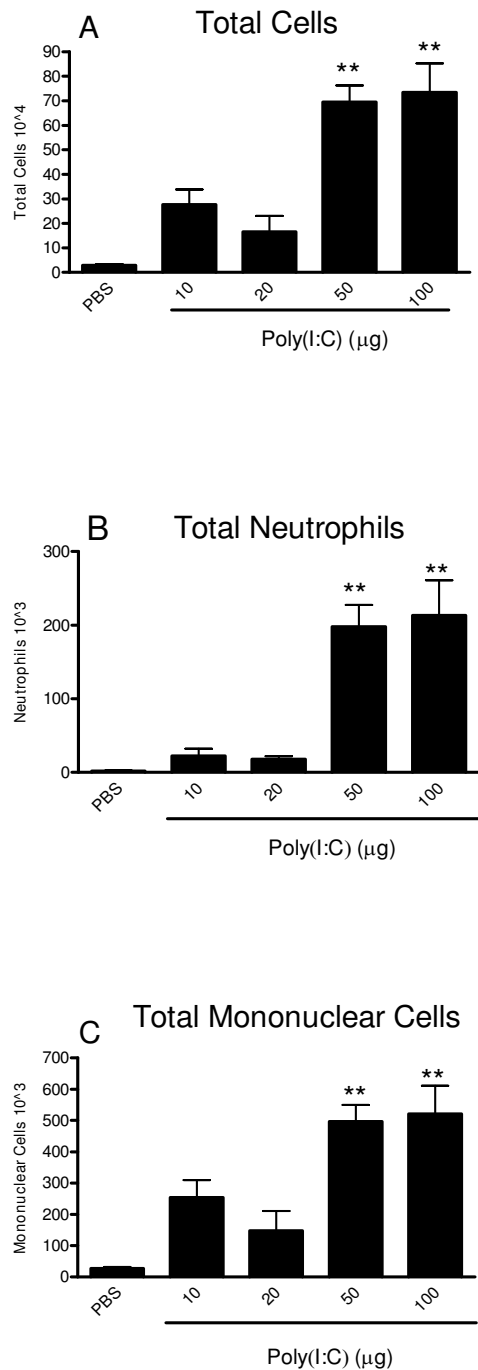 A Total Cells
Total Cells 10^4
90
80
70
60
50
40
30
20
10
0
** **
PBS 10 20 50 100
Poly(I:C) (μg)
B Total Neutrophils
Neutrophils 10^3
300
200
100
0
** **
PBS 10 20 50 100
Poly(I:C) (μg)
C Total Mononuclear Cells
Mononuclear Cells 10^3
700
600
500
400
300
200
100
0
** **
PBS 10 20 50 100
Poly(I:C) (μg)